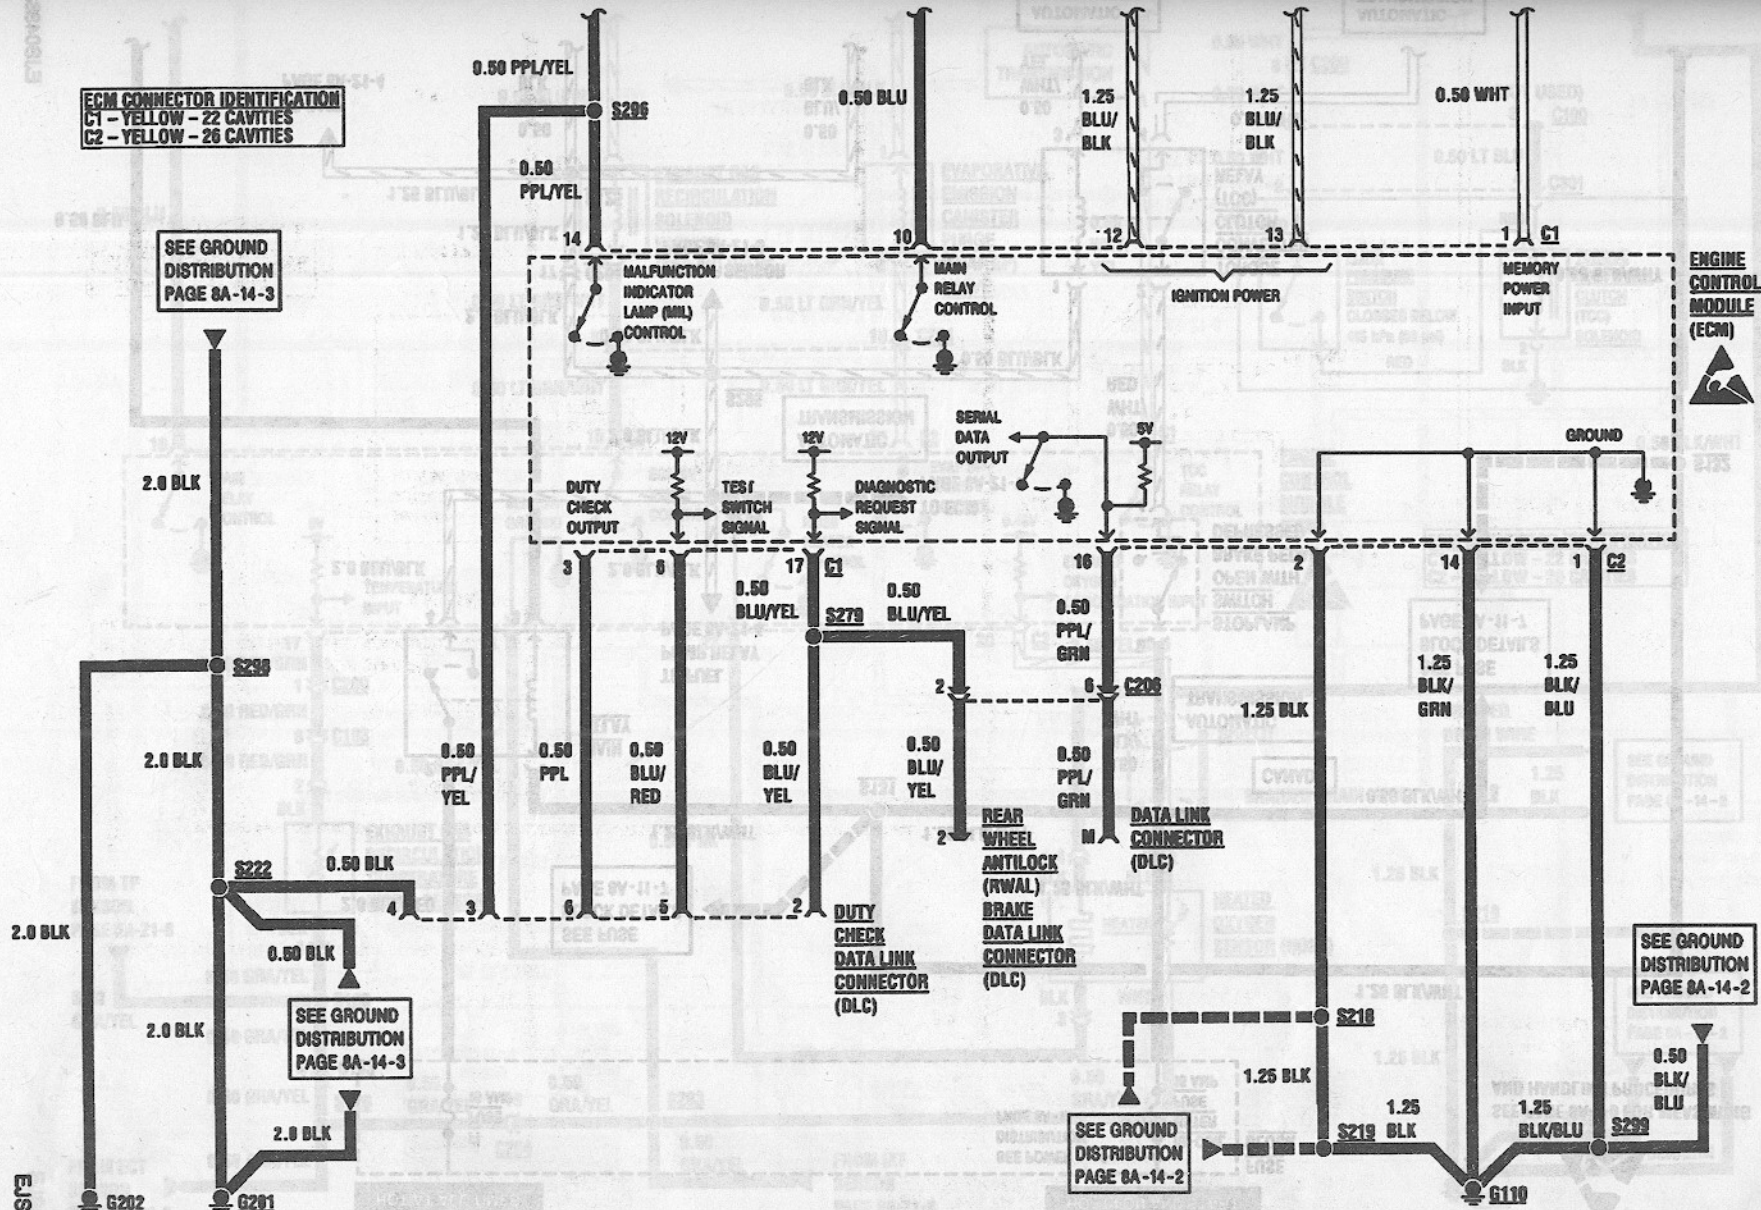 0.50 PPL/YEL
S296
0.50
PPL/YEL
0.50 BLU
1.25
BLU/
BLK
1.25
BLU/
BLK
0.50 WHT
ECM CONNECTOR IDENTIFICATION
C1 – YELLOW – 22 CAVITIES
C2 – YELLOW – 26 CAVITIES
SEE GROUND
DISTRIBUTION
PAGE 8A-14-3
14
10
12
13
1 C1
MALFUNCTION
INDICATOR
LAMP (MIL)
CONTROL
MAIN
RELAY
CONTROL
IGNITION POWER
MEMORY
POWER
INPUT
ENGINE
CONTROL
MODULE
(ECM)
2.0 BLK
12V
12V
SERIAL
DATA
OUTPUT
5V
GROUND
DUTY
CHECK
OUTPUT
TEST
SWITCH
SIGNAL
DIAGNOSTIC
REQUEST
SIGNAL
3
17 C1
16
2
14
1 C2
0.50
BLU/YEL
S279
0.50
BLU/YEL
0.50
PPL/
GRN
S298
2
6 C206
1.25 BLK
1.25
BLK/
GRN
1.25
BLK/
BLU
2.0 BLK
0.50
PPL/
YEL
0.50
PPL
0.50
BLU/
RED
0.50
BLU/
YEL
0.50
BLU/
YEL
0.50
PPL/
GRN
2
REAR
WHEEL
ANTILOCK
(RWAL)
BRAKE
DATA LINK
CONNECTOR
(DLC)
M
DATA LINK
CONNECTOR
(DLC)
S222
0.50 BLK
4
3
6
5
2
DUTY
CHECK
DATA LINK
CONNECTOR
(DLC)
2.0 BLK
0.50 BLK
2.0 BLK
SEE GROUND
DISTRIBUTION
PAGE 8A-14-3
SEE GROUND
DISTRIBUTION
PAGE 8A-14-2
S218
1.25 BLK
0.50
BLK/
BLU
2.0 BLK
SEE GROUND
DISTRIBUTION
PAGE 8A-14-2
S219
1.25
BLK
1.25
BLK/BLU
S299
G202
G201
G110
EJS